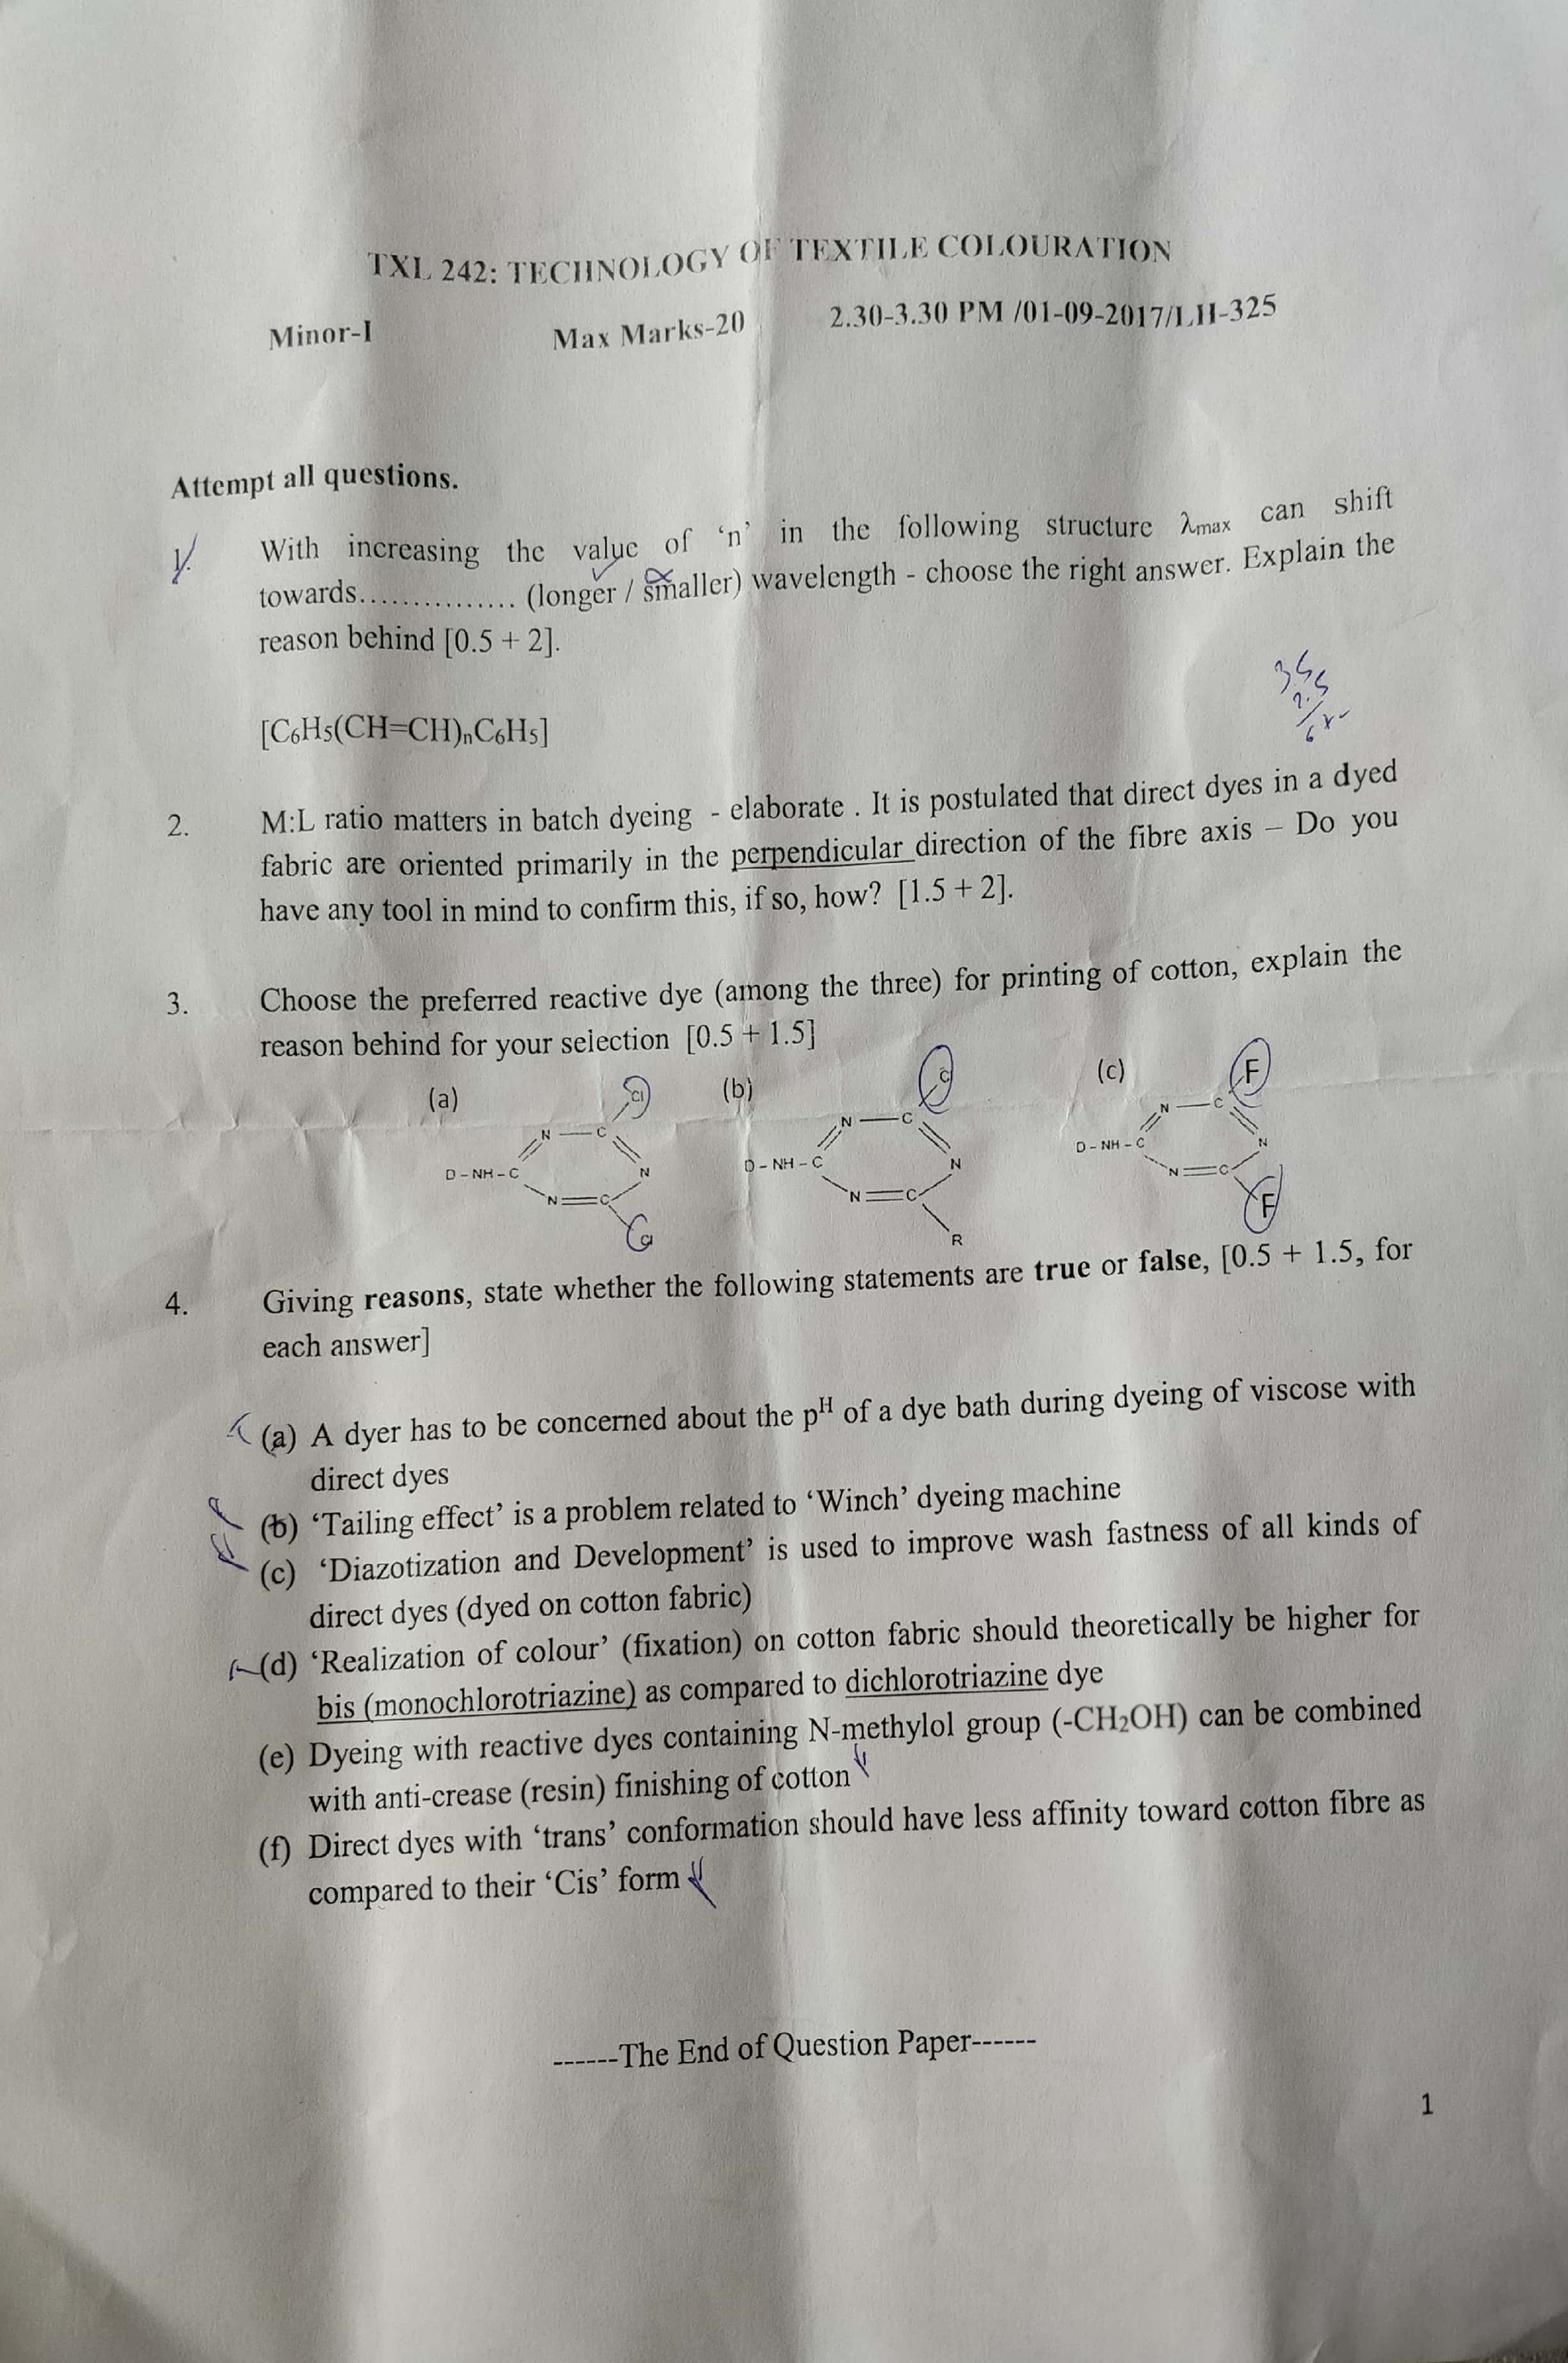 TXL 242: TECHNOLOGY OF TEXTILE COLOURATION
Minor-I Max Marks-20 2.30-3.30 PM /01-09-2017/LH-325
Attempt all questions.
1. With increasing the value of ‘n’ in the following structure λmax can shift
towards............... (longer / smaller) wavelength - choose the right answer. Explain the
reason behind [0.5 + 2].
[C6H5(CH=CH)nC6H5]
2. M:L ratio matters in batch dyeing - elaborate . It is postulated that direct dyes in a dyed
fabric are oriented primarily in the perpendicular direction of the fibre axis – Do you
have any tool in mind to confirm this, if so, how? [1.5 + 2].
3. Choose the preferred reactive dye (among the three) for printing of cotton, explain the
reason behind for your selection [0.5 + 1.5]
(a) (b) (c)
Cl Cl F
N C N C N C
D-NH-C N D-NH-C N D-NH-C N
N C N C N C
Cl R F
4. Giving reasons, state whether the following statements are true or false, [0.5 + 1.5, for
each answer]
(a) A dyer has to be concerned about the pH of a dye bath during dyeing of viscose with
direct dyes
(b) ‘Tailing effect’ is a problem related to ‘Winch’ dyeing machine
(c) ‘Diazotization and Development’ is used to improve wash fastness of all kinds of
direct dyes (dyed on cotton fabric)
(d) ‘Realization of colour’ (fixation) on cotton fabric should theoretically be higher for
bis (monochlorotriazine) as compared to dichlorotriazine dye
(e) Dyeing with reactive dyes containing N-methylol group (-CH2OH) can be combined
with anti-crease (resin) finishing of cotton
(f) Direct dyes with ‘trans’ conformation should have less affinity toward cotton fibre as
compared to their ‘Cis’ form
------The End of Question Paper------
1